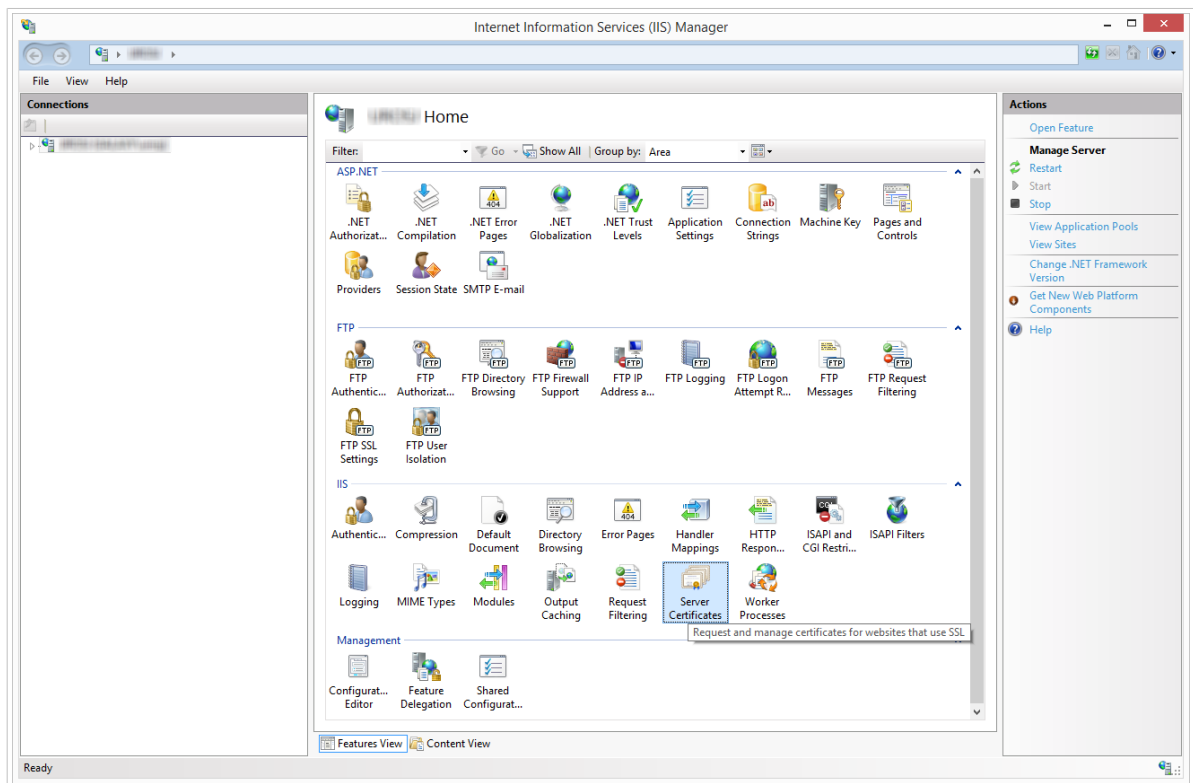 Internet Information Services (IIS) Manager
File View Help
Connections
Home
Filter: Go Show All Group by: Area
ASP.NET
.NET Authorizat...
.NET Compilation
.NET Error Pages
.NET Globalization
.NET Trust Levels
Application Settings
Connection Strings
Machine Key
Pages and Controls
Providers
Session State
SMTP E-mail
FTP
FTP Authentic...
FTP Authorizat...
FTP Directory Browsing
FTP Firewall Support
FTP IP Address a...
FTP Logging
FTP Logon Attempt R...
FTP Messages
FTP Request Filtering
FTP SSL Settings
FTP User Isolation
IIS
Authentic...
Compression
Default Document
Directory Browsing
Error Pages
Handler Mappings
HTTP Respon...
ISAPI and CGI Restri...
ISAPI Filters
Logging
MIME Types
Modules
Output Caching
Request Filtering
Server Certificates
Worker Processes
Request and manage certificates for websites that use SSL
Management
Configurat... Editor
Feature Delegation
Shared Configurat...
Features View
Content View
Actions
Open Feature
Manage Server
Restart
Start
Stop
View Application Pools
View Sites
Change .NET Framework
Version
Get New Web Platform
Components
Help
Ready